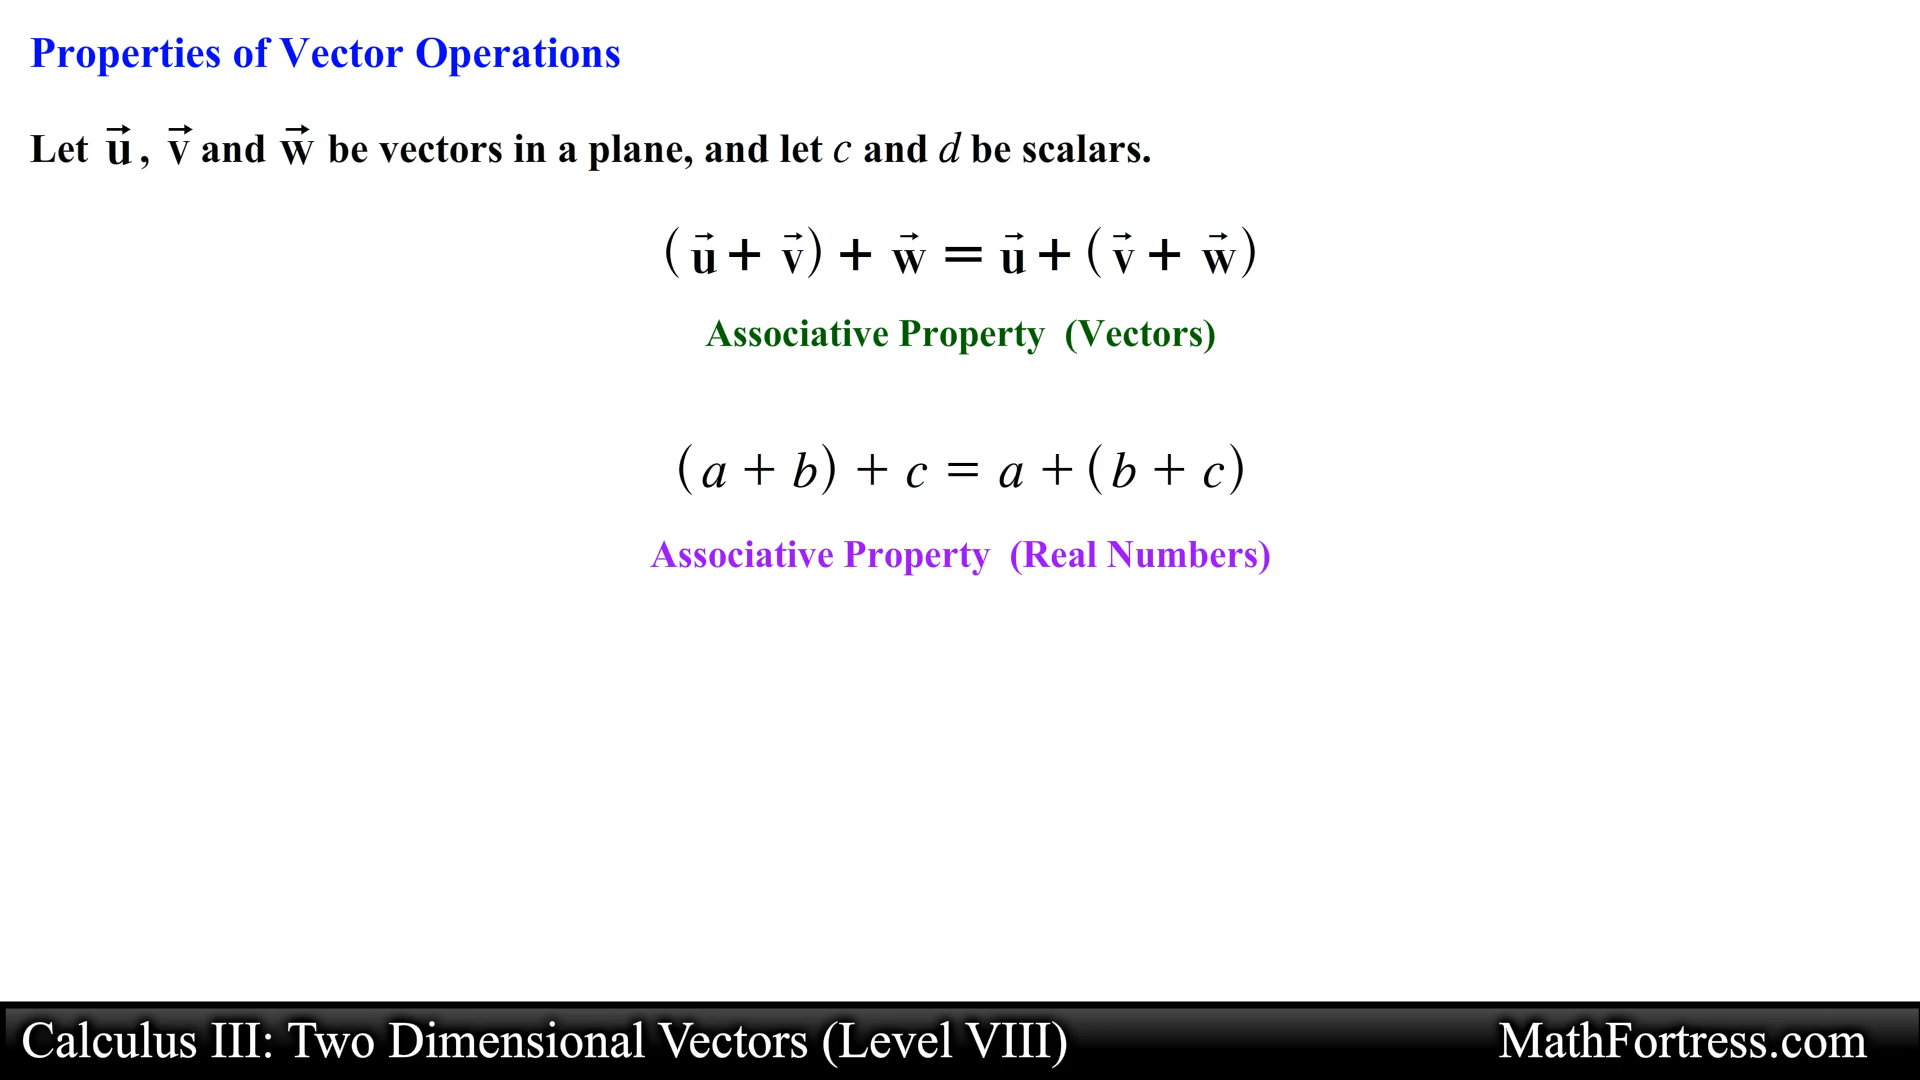 Properties of Vector Operations
Let u⃗, v⃗ and w⃗ be vectors in a plane, and let c and d be scalars.
(u⃗ + v⃗) + w⃗ = u⃗ + (v⃗ + w⃗)
Associative Property (Vectors)
(a + b) + c = a + (b + c)
Associative Property (Real Numbers)
Calculus III: Two Dimensional Vectors (Level VIII)
MathFortress.com